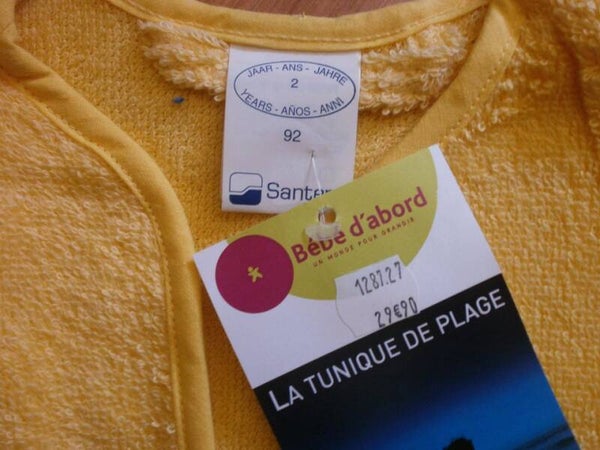 JAAR - ANS - JAHRE
2
YEARS - AÑOS - ANNI
92
Bébé d'abord
UN MONDE POUR GRANDIR
1287.27
29€90
LA TUNIQUE DE PLAGE